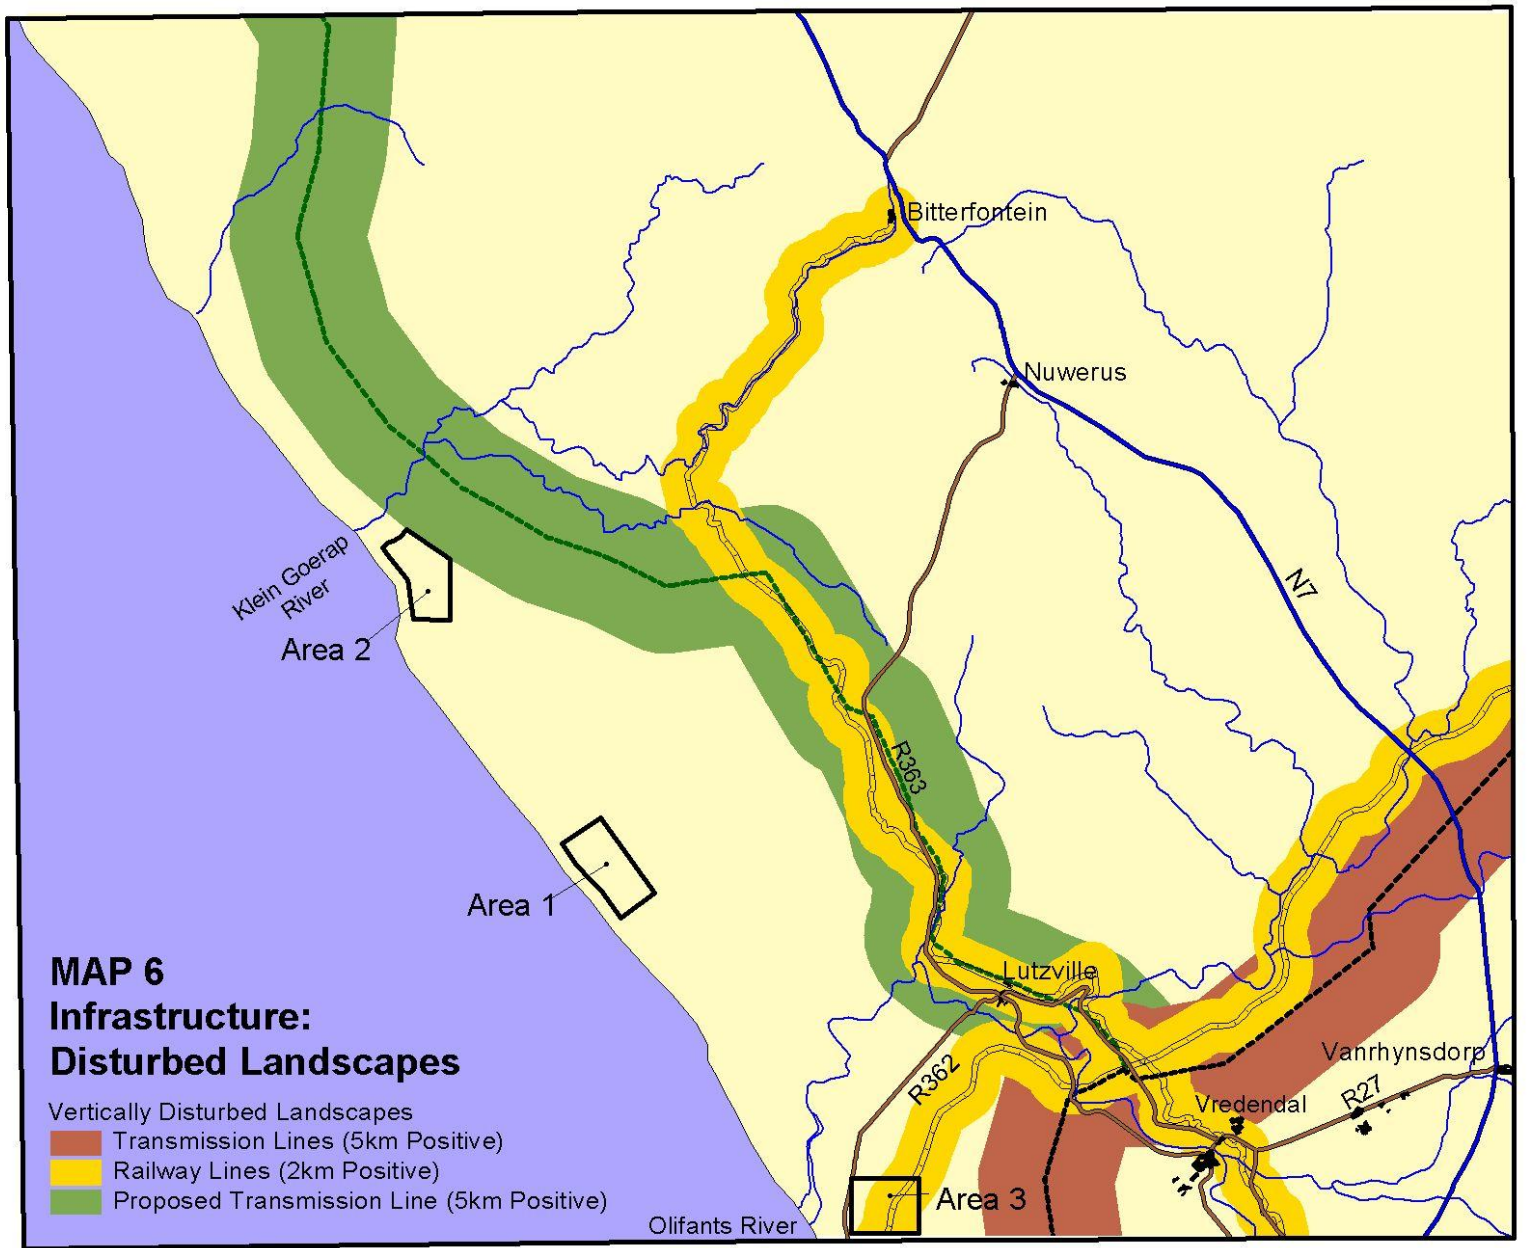 Bitterfontein
Nuwerus
N7
Klein Goerap
River
Area 2
R363
Area 1
Lutzville
R362
Vanrhynsdorp
R27
Vredendal
Area 3
Olifants River
MAP 6
Infrastructure:
Disturbed Landscapes
Vertically Disturbed Landscapes
Transmission Lines (5km Positive)
Railway Lines (2km Positive)
Proposed Transmission Line (5km Positive)